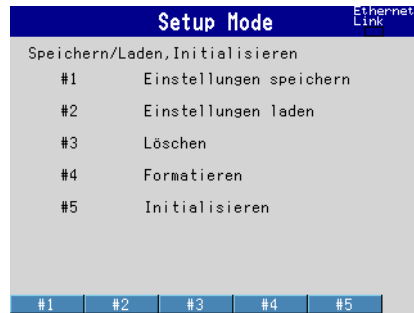 Setup Mode
Ethernet
Link
Speichern/Laden,Initialisieren
#1 Einstellungen speichern
#2 Einstellungen laden
#3 Löschen
#4 Formatieren
#5 Initialisieren
#1 #2 #3 #4 #5